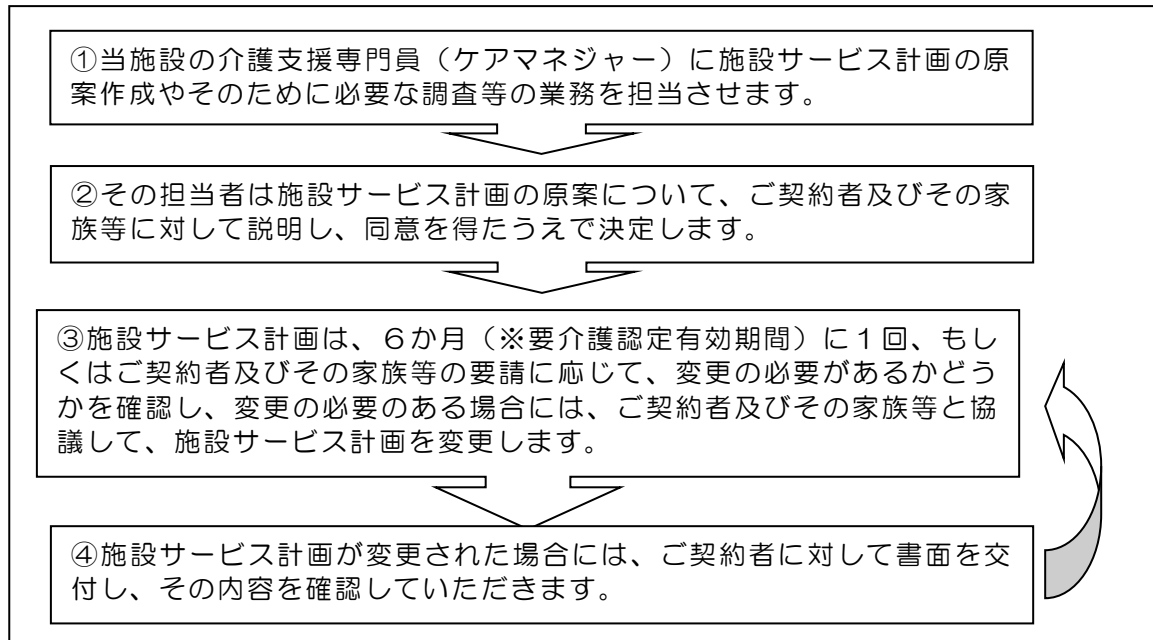 ①当施設の介護支援専門員（ケアマネジャー）に施設サービス計画の原
案作成やそのために必要な調査等の業務を担当させます。
②その担当者は施設サービス計画の原案について、ご契約者及びその家
族等に対して説明し、同意を得たうえで決定します。
③施設サービス計画は、６か月（※要介護認定有効期間）に１回、もし
くはご契約者及びその家族等の要請に応じて、変更の必要があるかどう
かを確認し、変更の必要のある場合には、ご契約者及びその家族等と協
議して、施設サービス計画を変更します。
④施設サービス計画が変更された場合には、ご契約者に対して書面を交
付し、その内容を確認していただきます。